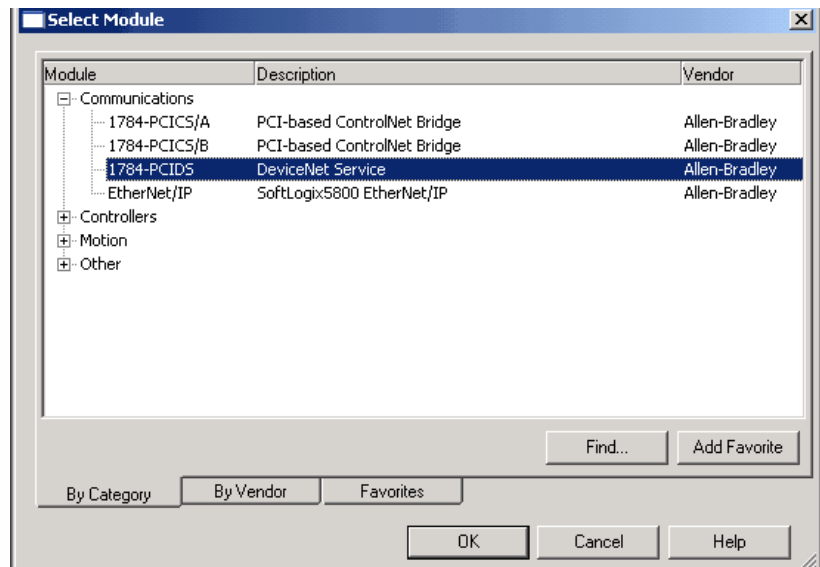 Select Module
Module Description Vendor
Communications
1784-PCICS/A PCI-based ControlNet Bridge Allen-Bradley
1784-PCICS/B PCI-based ControlNet Bridge Allen-Bradley
1784-PCIDS DeviceNet Service Allen-Bradley
EtherNet/IP SoftLogix5800 EtherNet/IP Allen-Bradley
Controllers
Motion
Other
Find... Add Favorite
By Category By Vendor Favorites
OK Cancel Help